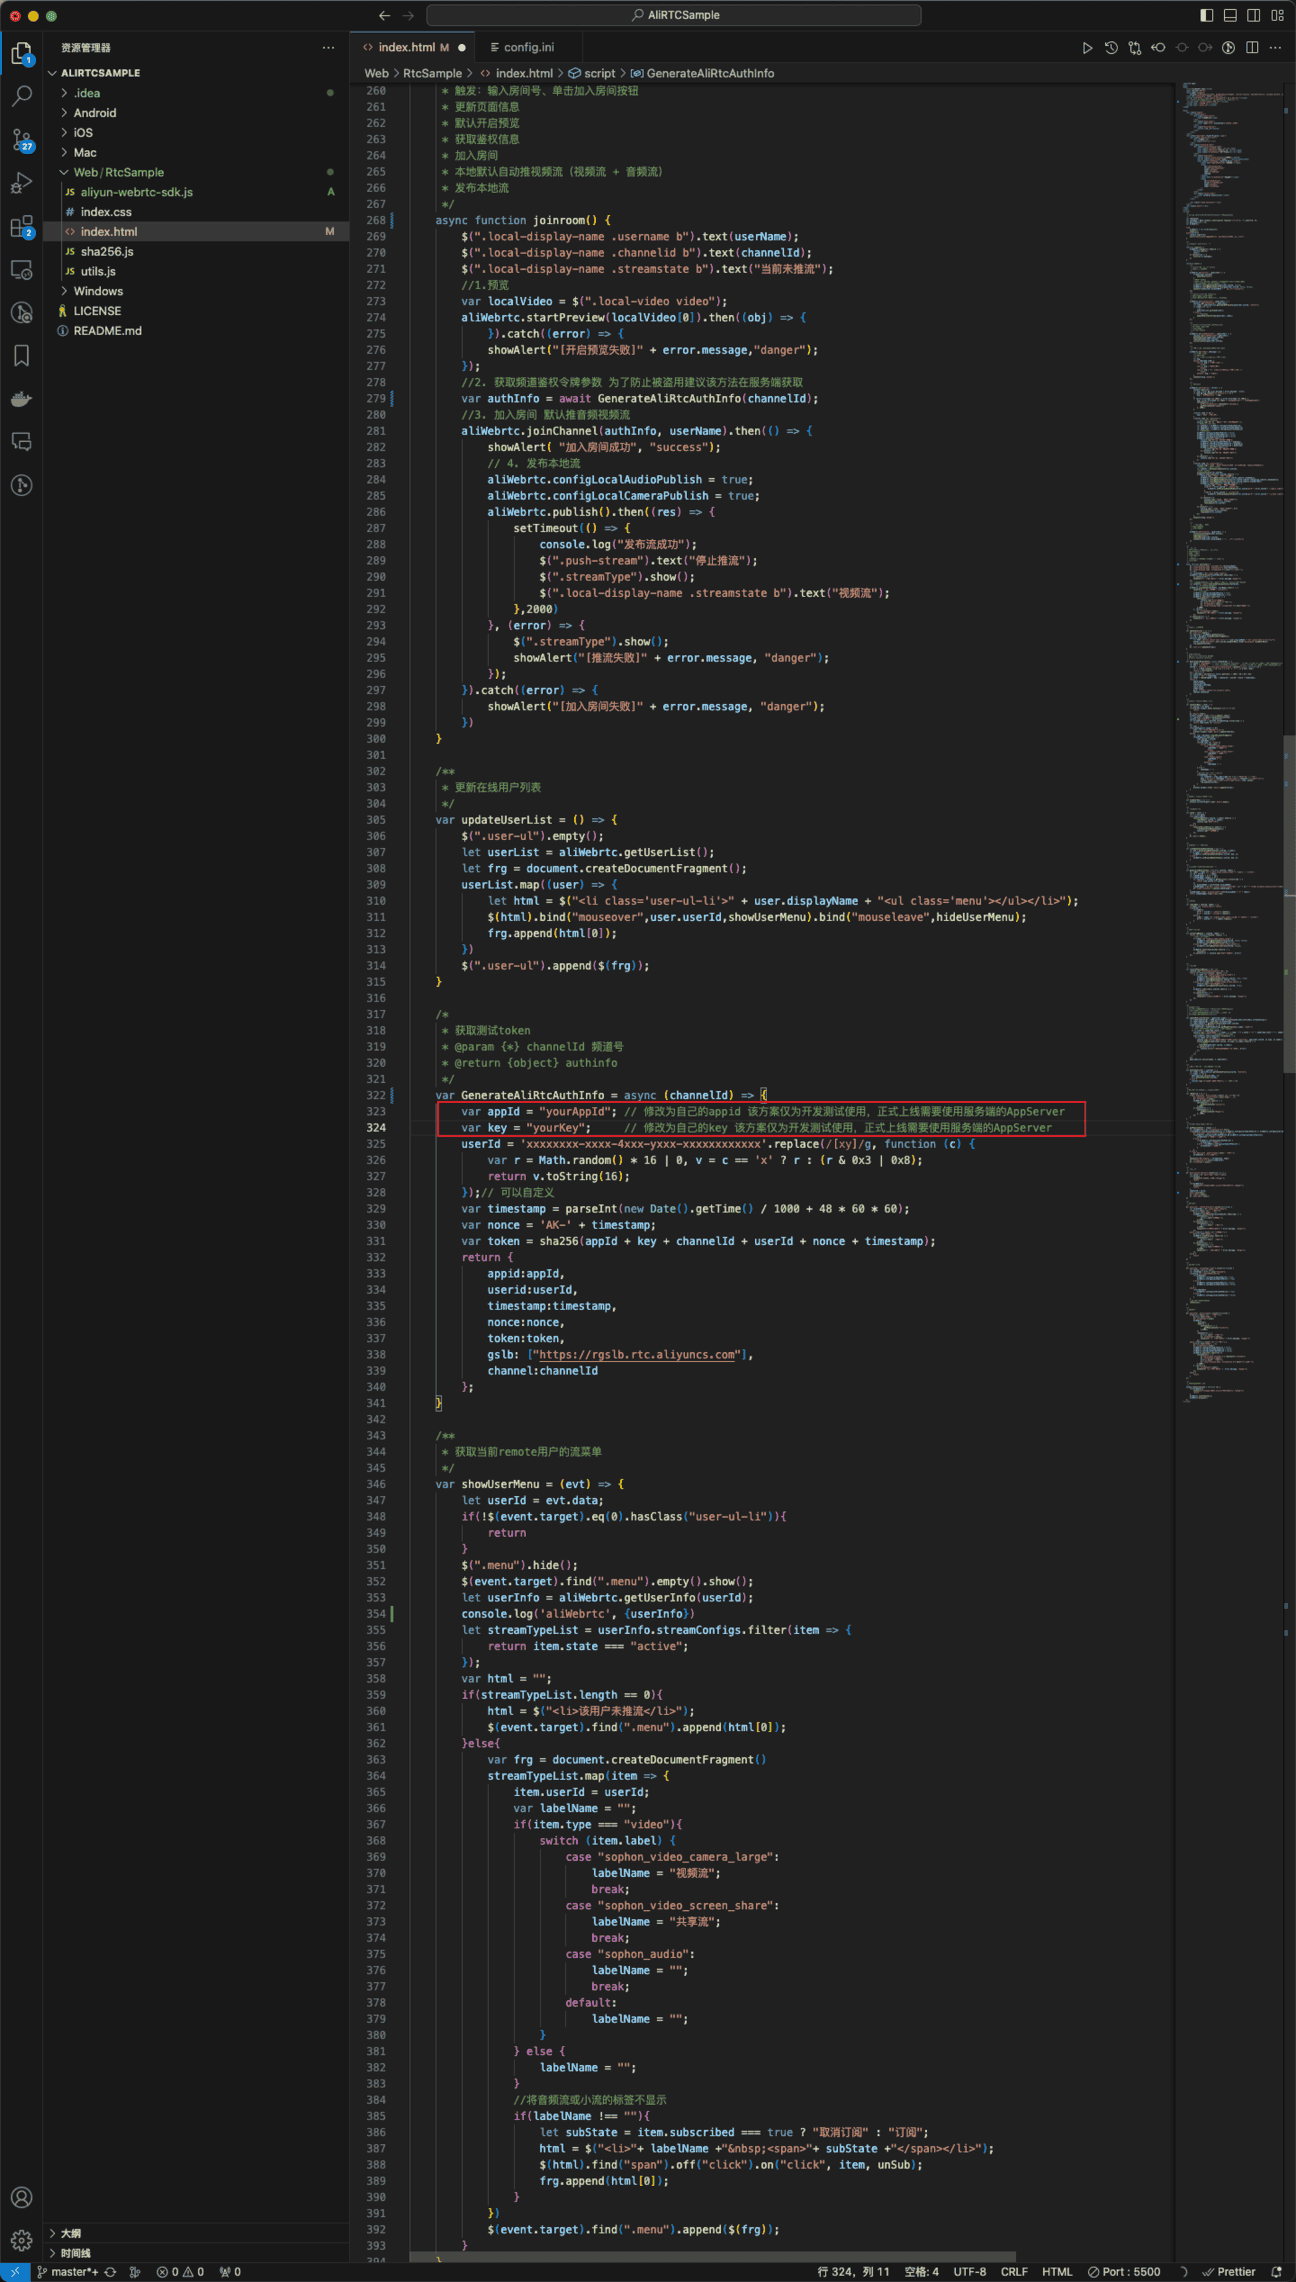 AliRTCSample
资源管理器
index.html M
config.ini
Web > RtcSample > index.html > script > GenerateAliRtcAuthInfo
ALIRTCSAMPLE
.idea
Android
iOS
Mac
Web / RtcSample
JS aliyun-webrtc-sdk.js A
# index.css
<> index.html M
JS sha256.js
JS utils.js
Windows
LICENSE
README.md
1
27
2
260 * 触发：输入房间号、单击加入房间按钮
261 * 更新页面信息
262 * 默认开启预览
263 * 获取鉴权信息
264 * 加入房间
265 * 本地默认自动推视频流（视频流 + 音频流）
266 * 发布本地流
267 */
268 async function joinroom() {
269 $(".local-display-name .username b").text(userName);
270 $(".local-display-name .channelid b").text(channelId);
271 $(".local-display-name .streamstate b").text("当前未推流");
272 //1.预览
273 var localVideo = $(".local-video video");
274 aliWebrtc.startPreview(localVideo[0]).then((obj) => {
275 }).catch((error) => {
276 showAlert("[开启预览失败]" + error.message,"danger");
277 });
278 //2. 获取频道鉴权令牌参数 为了防止被盗用建议该方法在服务端获取
279 var authInfo = await GenerateAliRtcAuthInfo(channelId);
280 //3. 加入房间 默认推音频视频流
281 aliWebrtc.joinChannel(authInfo, userName).then(() => {
282 showAlert( "加入房间成功", "success");
283 // 4. 发布本地流
284 aliWebrtc.configLocalAudioPublish = true;
285 aliWebrtc.configLocalCameraPublish = true;
286 aliWebrtc.publish().then((res) => {
287 setTimeout(() => {
288 console.log("发布流成功");
289 $(".push-stream").text("停止推流");
290 $(".streamType").show();
291 $(".local-display-name .streamstate b").text("视频流");
292 },2000)
293 }, (error) => {
294 $(".streamType").show();
295 showAlert("[推流失败]" + error.message, "danger");
296 });
297 }).catch((error) => {
298 showAlert("[加入房间失败]" + error.message, "danger");
299 })
300 }
301
302 /**
303 * 更新在线用户列表
304 */
305 var updateUserList = () => {
306 $(".user-ul").empty();
307 let userList = aliWebrtc.getUserList();
308 let frg = document.createDocumentFragment();
309 userList.map((user) => {
310 let html = $("<li class='user-ul-li'>" + user.displayName + "<ul class='menu'></ul></li>");
311 $(html).bind("mouseover",user.userId,showUserMenu).bind("mouseleave",hideUserMenu);
312 frg.append(html[0]);
313 })
314 $(".user-ul").append($(frg));
315 }
316
317 /*
318 * 获取测试token
319 * @param {*} channelId 频道号
320 * @return {object} authinfo
321 */
322 var GenerateAliRtcAuthInfo = async (channelId) => {
323 var appId = "yourAppId"; // 修改为自己的appid 该方案仅为开发测试使用，正式上线需要使用服务端的AppServer
324 var key = "yourKey"; // 修改为自己的key 该方案仅为开发测试使用，正式上线需要使用服务端的AppServer
325 userId = 'xxxxxxxx-xxxx-4xxx-yxxx-xxxxxxxxxxxx'.replace(/[xy]/g, function (c) {
326 var r = Math.random() * 16 | 0, v = c == 'x' ? r : (r & 0x3 | 0x8);
327 return v.toString(16);
328 });// 可以自定义
329 var timestamp = parseInt(new Date().getTime() / 1000 + 48 * 60 * 60);
330 var nonce = 'AK-' + timestamp;
331 var token = sha256(appId + key + channelId + userId + nonce + timestamp);
332 return {
333 appid:appId,
334 userid:userId,
335 timestamp:timestamp,
336 nonce:nonce,
337 token:token,
338 gslb: ["https://rgslb.rtc.aliyuncs.com"],
339 channel:channelId
340 };
341 }
342
343 /**
344 * 获取当前remote用户的流菜单
345 */
346 var showUserMenu = (evt) => {
347 let userId = evt.data;
348 if(!$(event.target).eq(0).hasClass("user-ul-li")){
349 return
350 }
351 $(".menu").hide();
352 $(event.target).find(".menu").empty().show();
353 let userInfo = aliWebrtc.getUserInfo(userId);
354 console.log('aliWebrtc', {userInfo})
355 let streamTypeList = userInfo.streamConfigs.filter(item => {
356 return item.state === "active";
357 });
358 var html = "";
359 if(streamTypeList.length == 0){
360 html = $("<li>该用户未推流</li>");
361 $(event.target).find(".menu").append(html[0]);
362 }else{
363 var frg = document.createDocumentFragment()
364 streamTypeList.map(item => {
365 item.userId = userId;
366 var labelName = "";
367 if(item.type === "video"){
368 switch (item.label) {
369 case "sophon_video_camera_large":
370 labelName = "视频流";
371 break;
372 case "sophon_video_screen_share":
373 labelName = "共享流";
374 break;
375 case "sophon_audio":
376 labelName = "";
377 break;
378 default:
379 labelName = "";
380 }
381 } else {
382 labelName = "";
383 }
384 //将音频流或小流的标签不显示
385 if(labelName !== ""){
386 let subState = item.subscribed === true ? "取消订阅" : "订阅";
387 html = $("<li>"+ labelName +"&nbsp;<span>"+ subState +"</span></li>");
388 $(html).find("span").off("click").on("click", item, unSub);
389 frg.append(html[0]);
390 }
391 })
392 $(event.target).find(".menu").append($(frg));
393 }
394 }
大纲
时间线
master*+ 0 0 0 行 324，列 11 空格: 4 UTF-8 CRLF HTML Port : 5500 Prettier